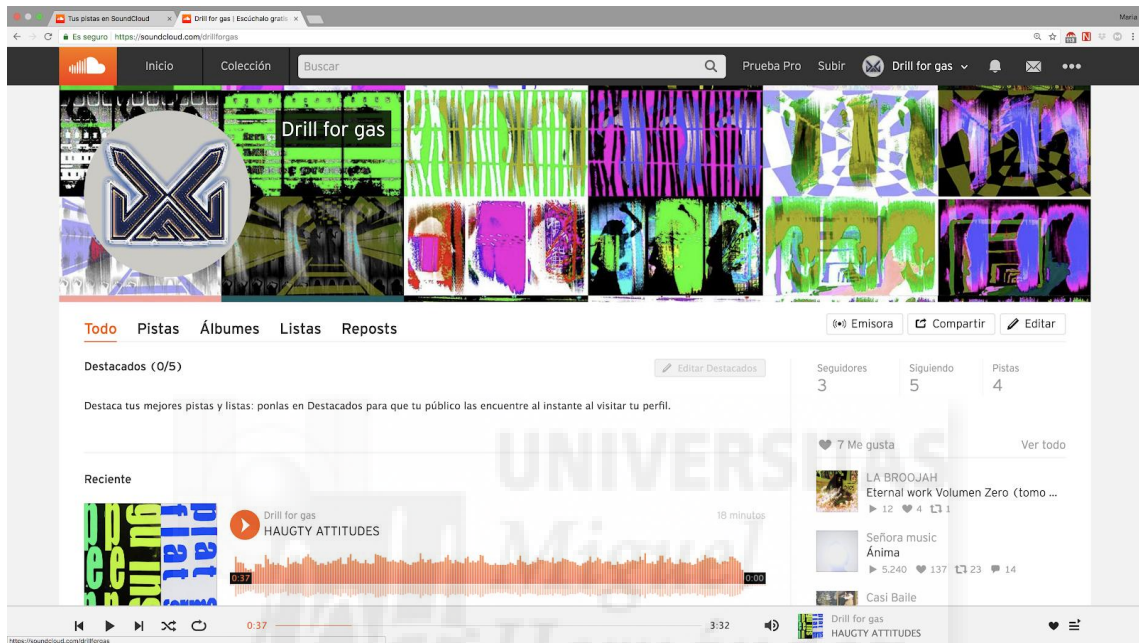 Tus pistas en SoundCloud
Drill for gas | Escúchalo gratis
Maria
Es seguro https://soundcloud.com/drillforgas
Inicio
Colección
Buscar
Prueba Pro
Subir
Drill for gas
Drill for gas
Todo
Pistas
Álbumes
Listas
Reposts
Emisora
Compartir
Editar
Destacados (0/5)
Editar Destacados
Seguidores
3
Siguiendo
5
Pistas
4
Destaca tus mejores pistas y listas: ponlas en Destacados para que tu público las encuentre al instante al visitar tu perfil.
UNIVERSITAS
Miguel
7 Me gusta
Ver todo
Reciente
Drill for gas
HAUGTY ATTITUDES
18 minutos
0:37
0:00
LA BROOJAH
Eternal work Volumen Zero (tomo ...
12 4 1
Señora music
Ánima
5.240 137 23 14
Casi Baile
0:37
3:32
Drill for gas
HAUGTY ATTITUDES
https://soundcloud.com/drillforgas